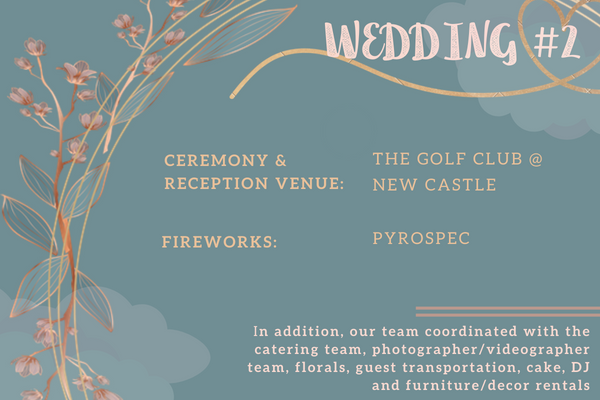 WEDDING #2
CEREMONY &
RECEPTION VENUE:
THE GOLF CLUB @
NEW CASTLE
FIREWORKS:
PYROSPEC
In addition, our team coordinated with the
catering team, photographer/videographer
team, florals, guest transportation, cake, DJ
and furniture/decor rentals